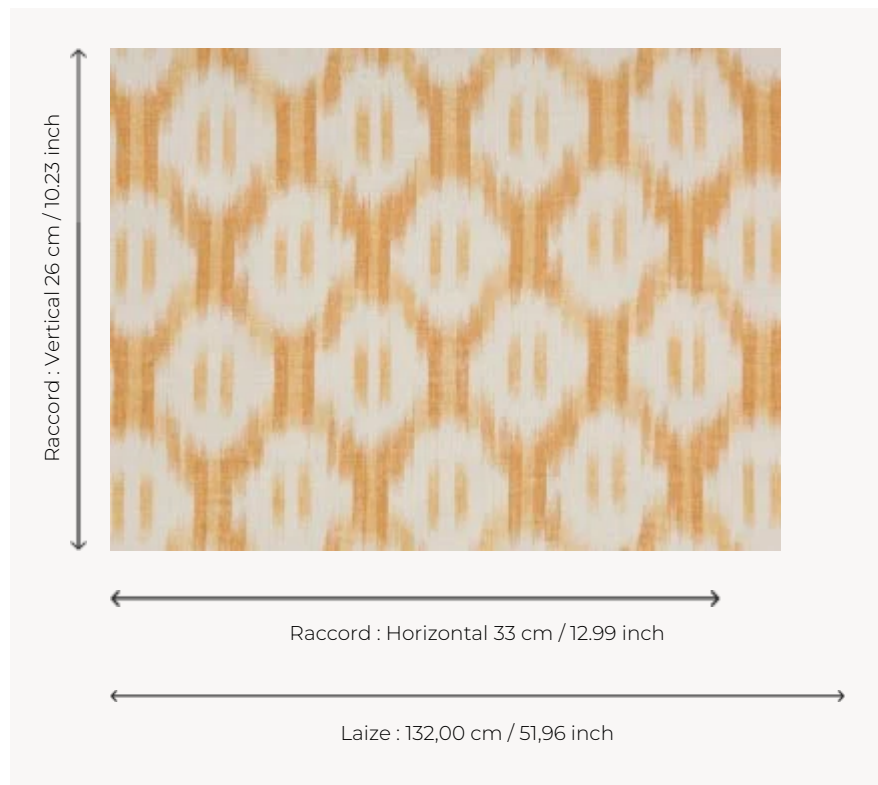 Raccord : Vertical 26 cm / 10.23 inch
Raccord : Horizontal 33 cm / 12.99 inch
Laize : 132,00 cm / 51,96 inch